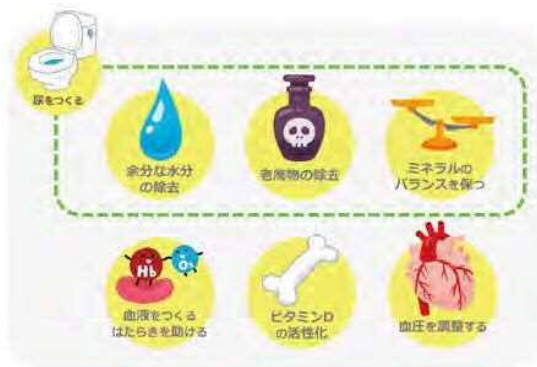 尿をつくる
余分な水分
の除去
老廃物の除去
ミネラルの
バランスを保つ
Hb
O₂
血液をつくる
はたらきを助ける
ビタミンD
の活性化
血圧を調整する